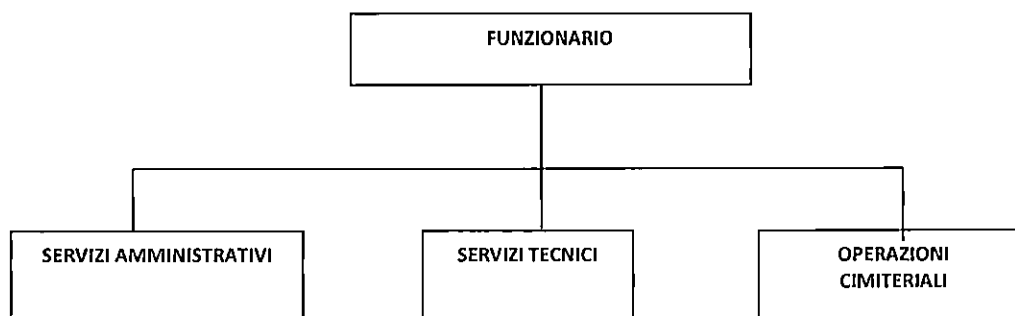 FUNZIONARIO
SERVIZI AMMINISTRATIVI
SERVIZI TECNICI
OPERAZIONI
CIMITERIALI